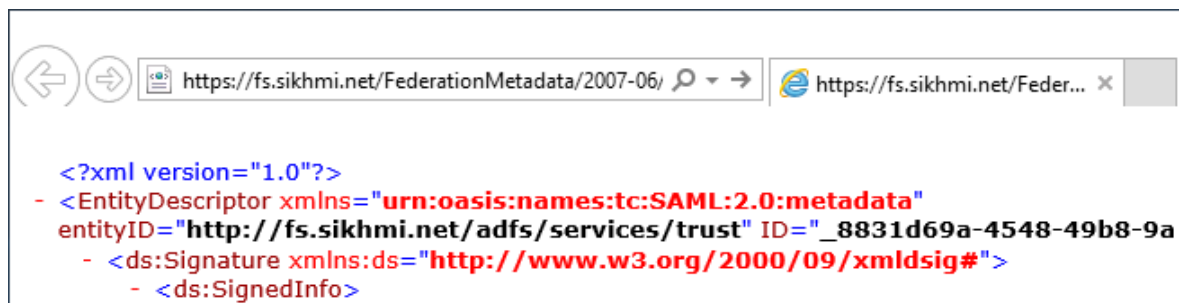 https://fs.sikhmi.net/FederationMetadata/2007-06/
https://fs.sikhmi.net/Feder...
<?xml version="1.0"?>
- <EntityDescriptor xmlns="urn:oasis:names:tc:SAML:2.0:metadata"
entityID="http://fs.sikhmi.net/adfs/services/trust" ID="_8831d69a-4548-49b8-9a
- <ds:Signature xmlns:ds="http://www.w3.org/2000/09/xmldsig#">
- <ds:SignedInfo>